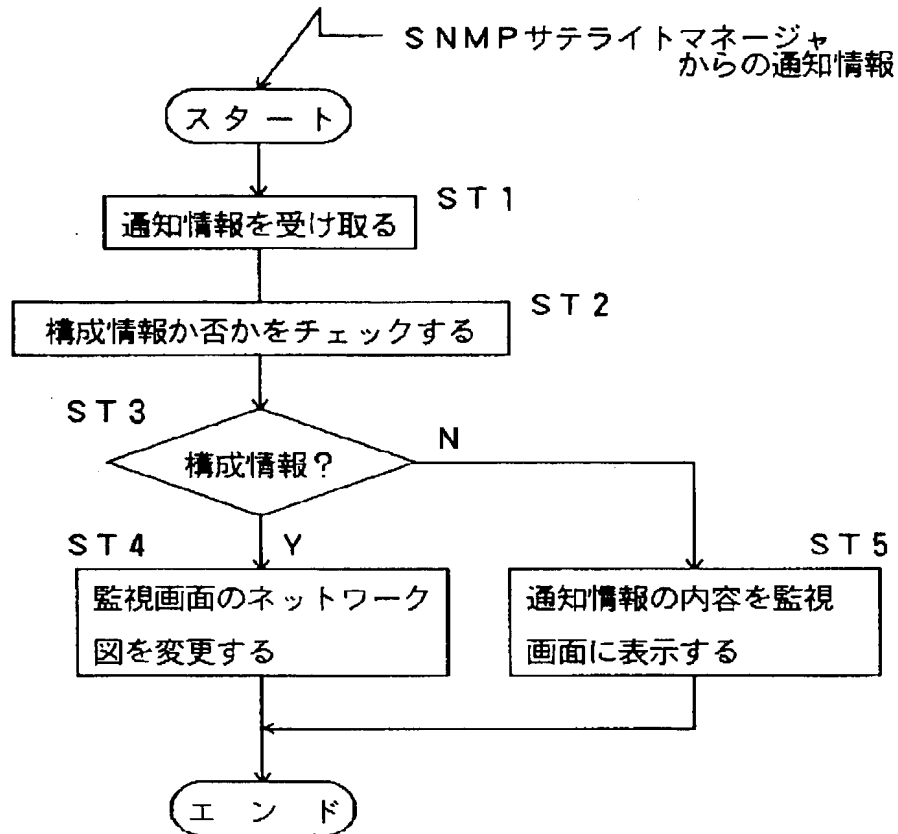 SNMPサテライトマネージャ
からの通知情報
スタート
ST1
通知情報を受け取る
ST2
構成情報か否かをチェックする
ST3
構成情報?
N
Y
ST4
監視画面のネットワーク
図を変更する
ST5
通知情報の内容を監視
画面に表示する
エンド